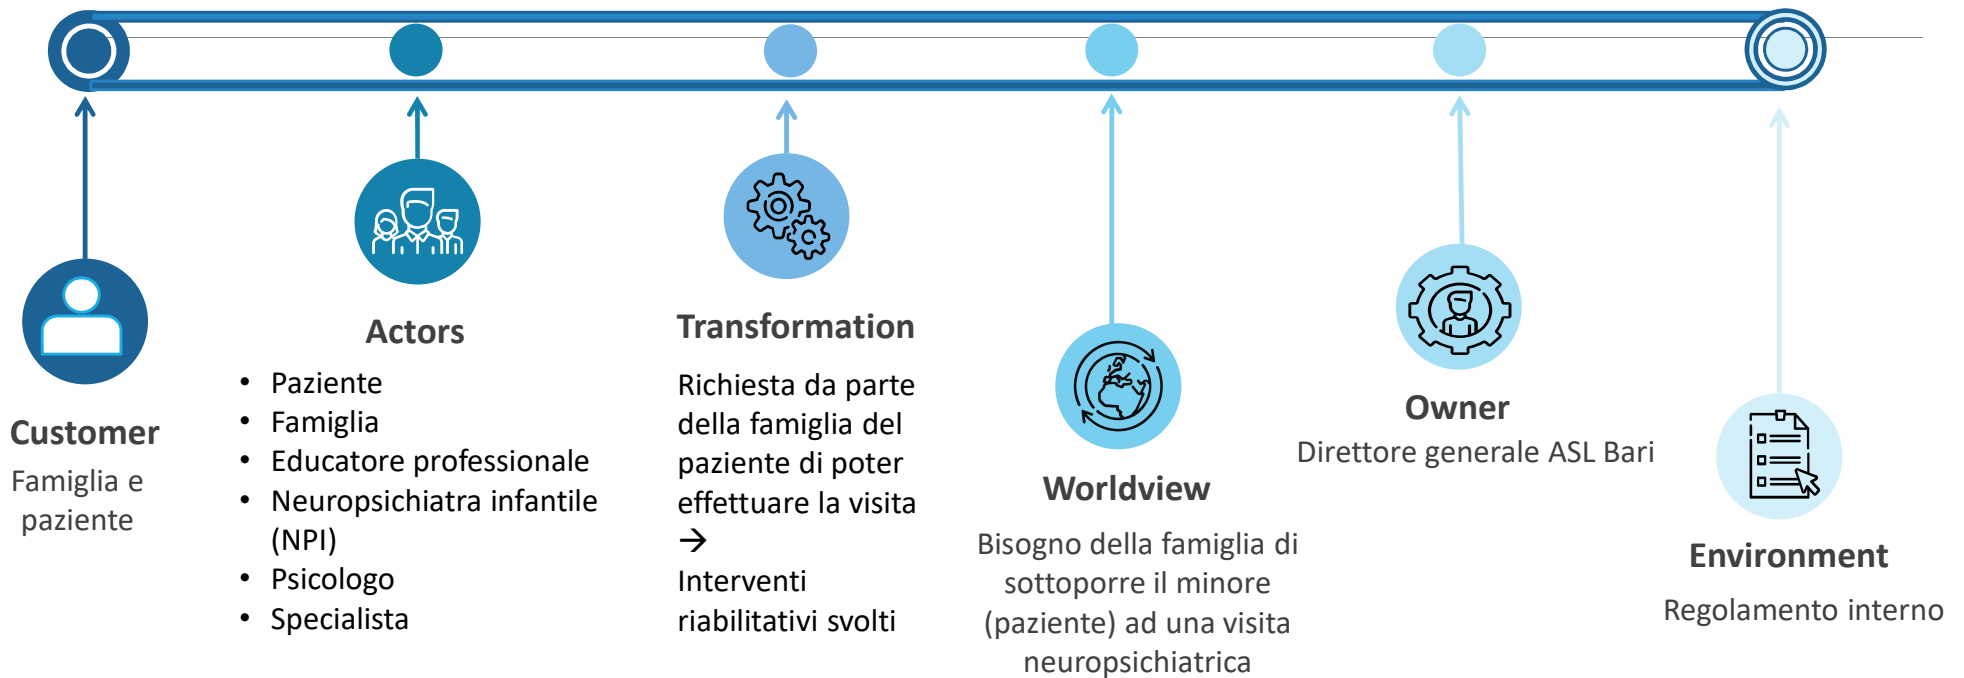 Customer
Famiglia e
paziente
Actors
• Paziente
• Famiglia
• Educatore professionale
• Neuropsichiatra infantile
(NPI)
• Psicologo
• Specialista
Transformation
Richiesta da parte
della famiglia del
paziente di poter
effettuare la visita
→
Interventi
riabilitativi svolti
Worldview
Bisogno della famiglia di
sottoporre il minore
(paziente) ad una visita
neuropsichiatrica
Owner
Direttore generale ASL Bari
Environment
Regolamento interno